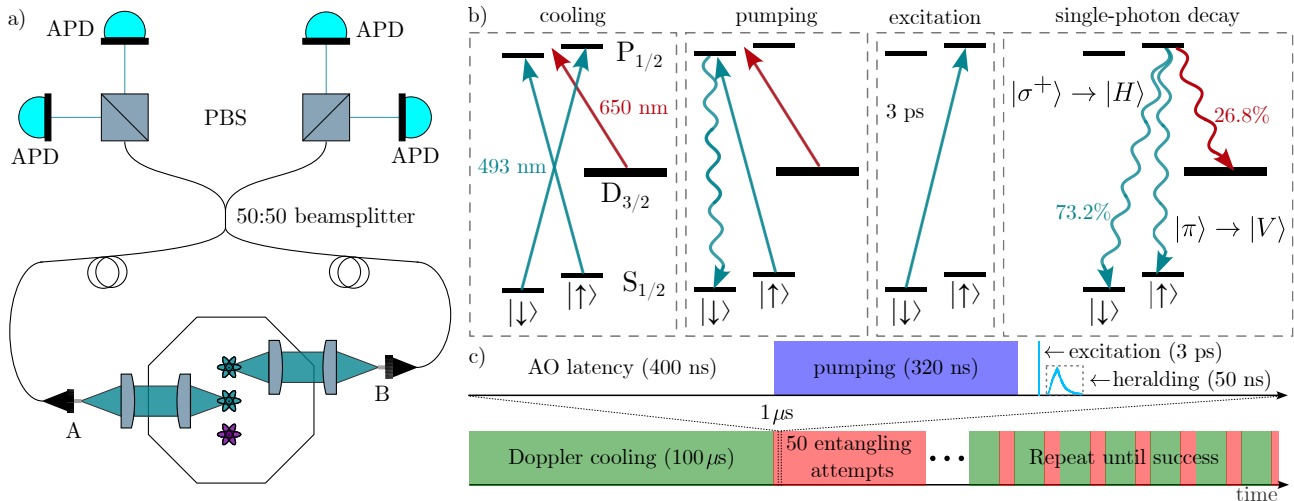 a)
APD
APD
APD
PBS
APD
50:50 beamsplitter
A
B
b)
cooling
pumping
excitation
single-photon decay
P1/2
650 nm
493 nm
D3/2
S1/2
|↓⟩
|↑⟩
|↓⟩
|↑⟩
3 ps
|↓⟩
|↑⟩
|σ⁺⟩ → |H⟩
26.8%
73.2%
|π⟩ → |V⟩
|↓⟩
|↑⟩
c)
AO latency (400 ns)
pumping (320 ns)
←excitation (3 ps)
←heralding (50 ns)
1 μs
Doppler cooling (100 μs)
50 entangling
attempts
•••
Repeat until success
time